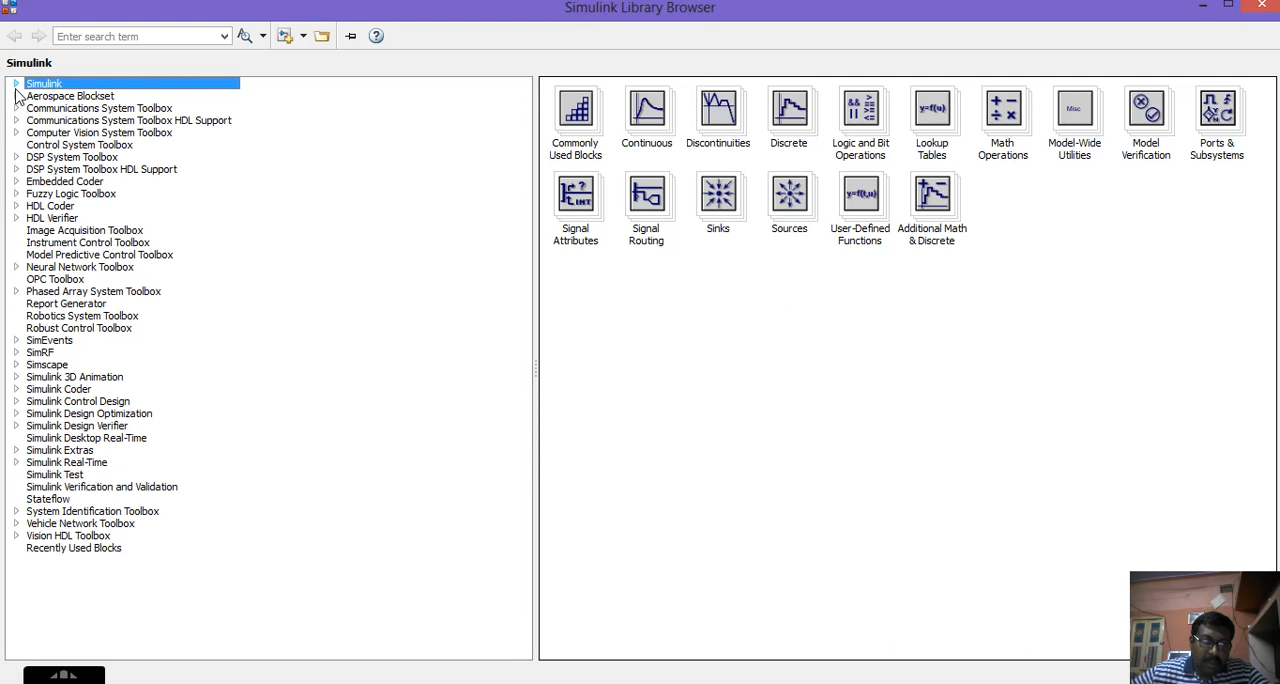 Simulink Library Browser
Enter search term
Simulink
Simulink
Aerospace Blockset
Communications System Toolbox
Communications System Toolbox HDL Support
Computer Vision System Toolbox
Control System Toolbox
DSP System Toolbox
DSP System Toolbox HDL Support
Embedded Coder
Fuzzy Logic Toolbox
HDL Coder
HDL Verifier
Image Acquisition Toolbox
Instrument Control Toolbox
Model Predictive Control Toolbox
Neural Network Toolbox
OPC Toolbox
Phased Array System Toolbox
Report Generator
Robotics System Toolbox
Robust Control Toolbox
SimEvents
SimRF
Simscape
Simulink 3D Animation
Simulink Coder
Simulink Control Design
Simulink Design Optimization
Simulink Design Verifier
Simulink Desktop Real-Time
Simulink Extras
Simulink Real-Time
Simulink Test
Simulink Verification and Validation
Stateflow
System Identification Toolbox
Vehicle Network Toolbox
Vision HDL Toolbox
Recently Used Blocks
&& >
|| <=
y=f(u)
+ −
÷ ×
Misc
Commonly
Used Blocks
Continuous
Discontinuities
Discrete
Logic and Bit
Operations
Lookup
Tables
Math
Operations
Model-Wide
Utilities
Model
Verification
Ports &
Subsystems
?
INT
y=f(t,u)
Signal
Attributes
Signal
Routing
Sinks
Sources
User-Defined
Functions
Additional Math
& Discrete